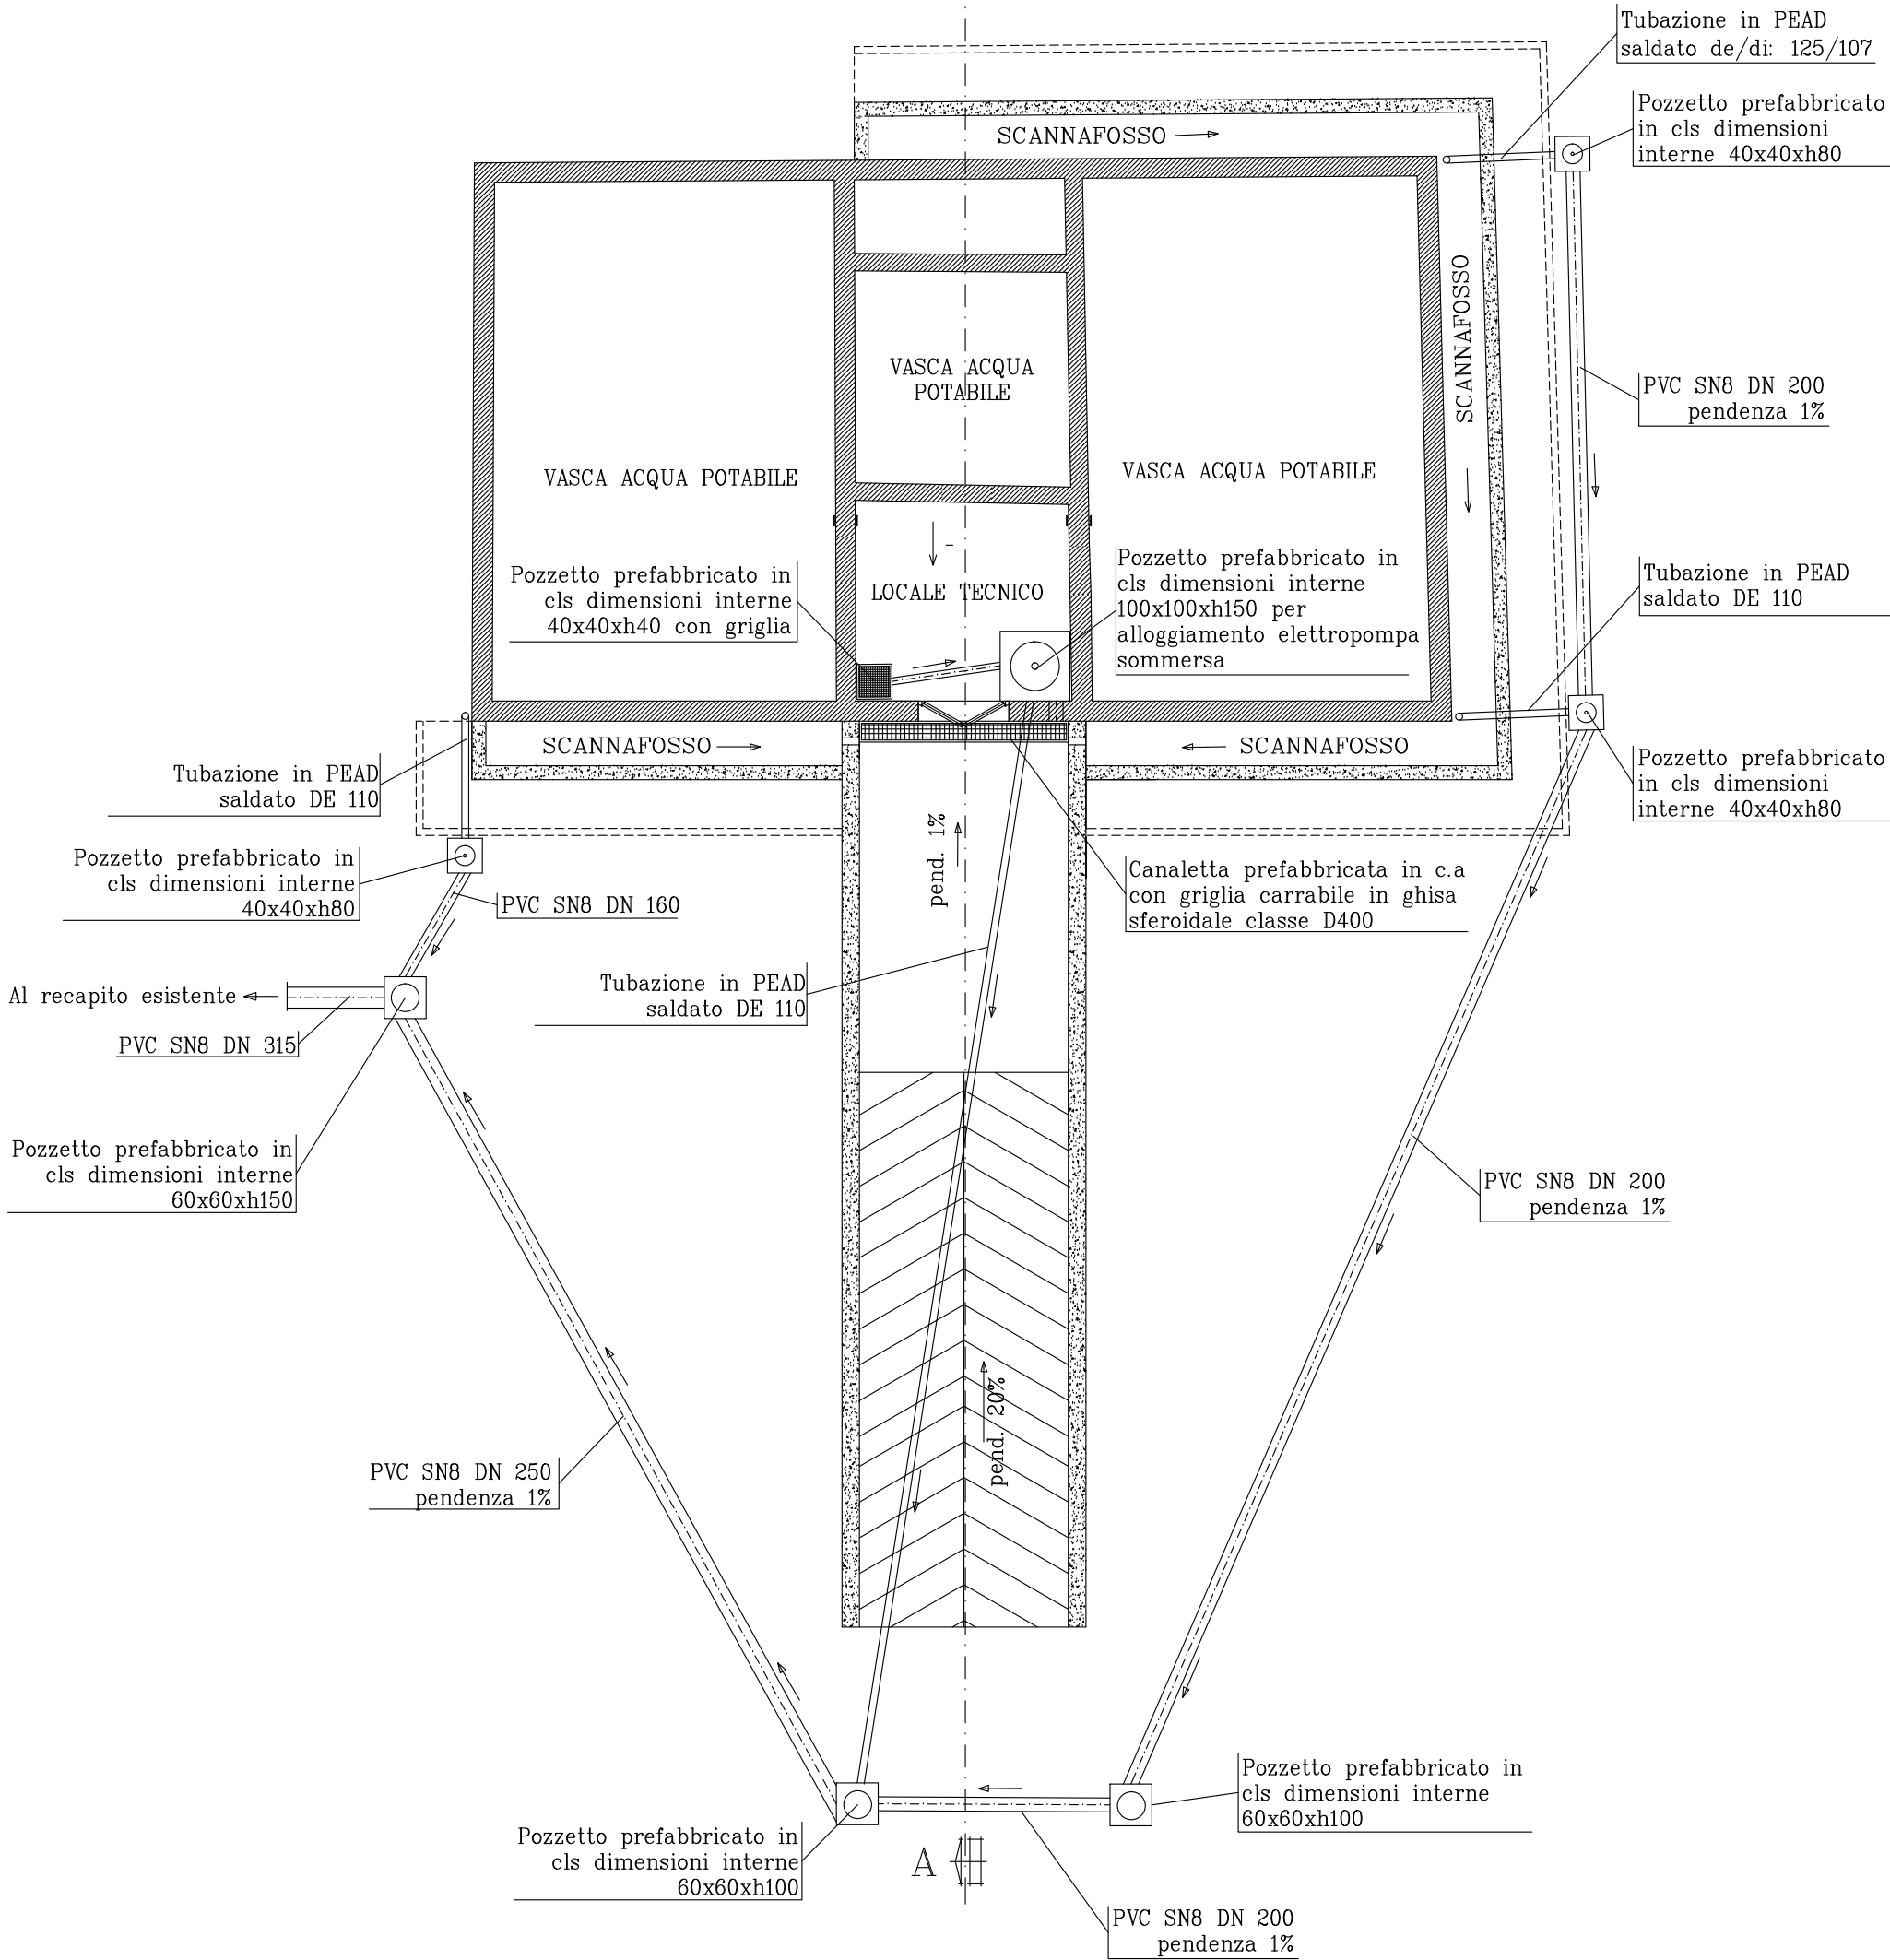 Tubazione in PEAD
saldato de/di: 125/107
Pozzetto prefabbricato
in cls dimensioni
interne 40x40xh80
SCANNAFOSSO
SCANNAFOSSO
VASCA ACQUA
POTABILE
PVC SN8 DN 200
pendenza 1%
VASCA ACQUA POTABILE
VASCA ACQUA POTABILE
Pozzetto prefabbricato in
cls dimensioni interne
40x40xh40 con griglia
LOCALE TECNICO
Pozzetto prefabbricato in
cls dimensioni interne
100x100xh150 per
alloggiamento elettropompa
sommersa
Tubazione in PEAD
saldato DE 110
SCANNAFOSSO
SCANNAFOSSO
Tubazione in PEAD
saldato DE 110
Pozzetto prefabbricato
in cls dimensioni
interne 40x40xh80
Pozzetto prefabbricato in
cls dimensioni interne
40x40xh80
PVC SN8 DN 160
pend. 1%
Canaletta prefabbricata in c.a
con griglia carrabile in ghisa
sferoidale classe D400
Al recapito esistente
PVC SN8 DN 315
Tubazione in PEAD
saldato DE 110
Pozzetto prefabbricato in
cls dimensioni interne
60x60xh150
PVC SN8 DN 200
pendenza 1%
pend. 20%
PVC SN8 DN 250
pendenza 1%
Pozzetto prefabbricato in
cls dimensioni interne
60x60xh100
Pozzetto prefabbricato in
cls dimensioni interne
60x60xh100
A
PVC SN8 DN 200
pendenza 1%